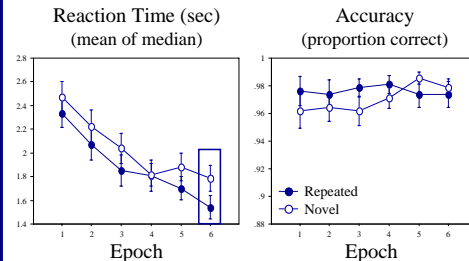 Reaction Time (sec)
(mean of median)
2.8
2.6
2.4
2.2
2
1.8
1.6
1.4
1 2 3 4 5 6
Epoch
Accuracy
(proportion correct)
1
.98
.96
.94
.92
.9
.88
1 2 3 4 5 6
Repeated
Novel
Epoch